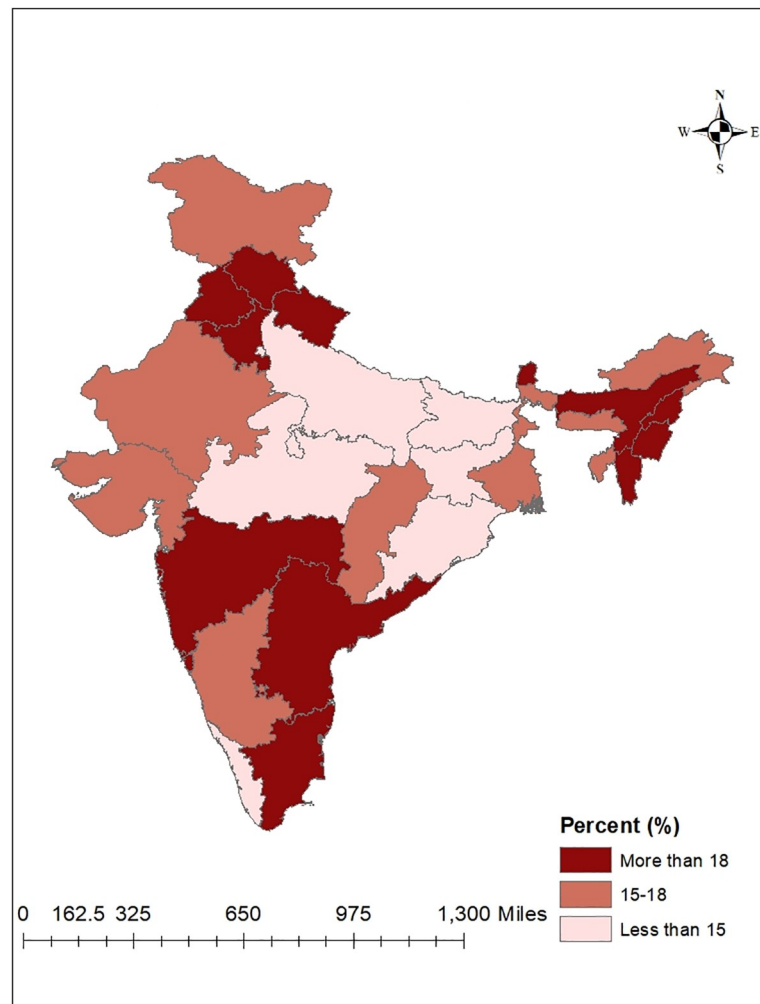 N
W E
S
Percent (%)
More than 18
15-18
Less than 15
0 162.5 325 650 975 1,300 Miles